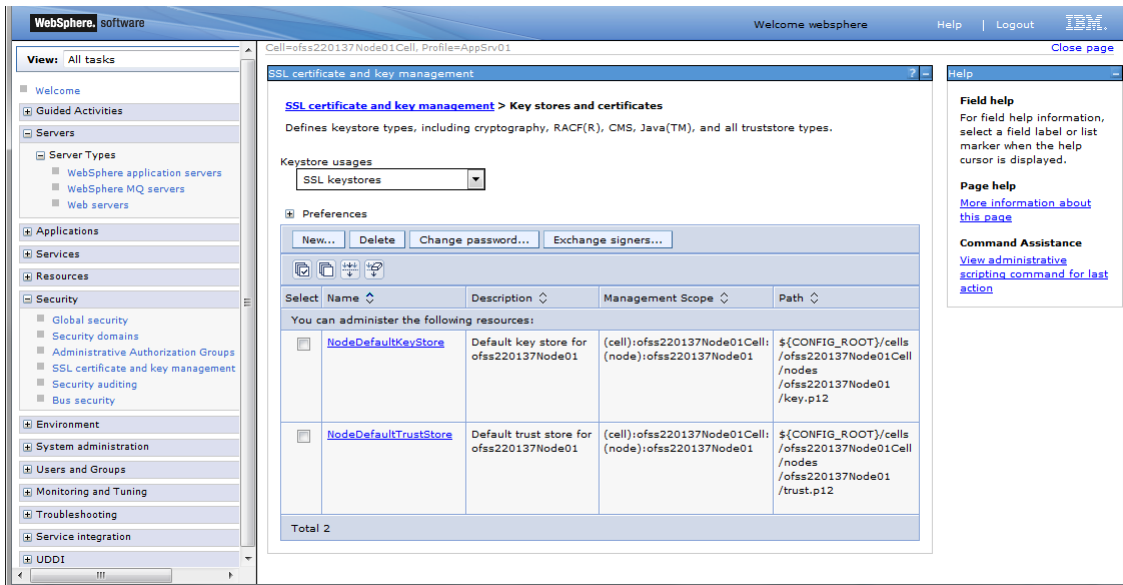 WebSphere. software
Welcome websphere
Help | Logout
IBM.
View: All tasks
Welcome
Guided Activities
Servers
Server Types
WebSphere application servers
WebSphere MQ servers
Web servers
Applications
Services
Resources
Security
Global security
Security domains
Administrative Authorization Groups
SSL certificate and key management
Security auditing
Bus security
Environment
System administration
Users and Groups
Monitoring and Tuning
Troubleshooting
Service integration
UDDI
Cell=ofss220137Node01Cell, Profile=AppSrv01
Close page
SSL certificate and key management
? -
SSL certificate and key management > Key stores and certificates
Defines keystore types, including cryptography, RACF(R), CMS, Java(TM), and all truststore types.
Keystore usages
SSL keystores
Preferences
New... Delete Change password... Exchange signers...
Select Name Description Management Scope Path
You can administer the following resources:
NodeDefaultKeyStore
Default key store for
ofss220137Node01
(cell):ofss220137Node01Cell:
(node):ofss220137Node01
${CONFIG_ROOT}/cells
/ofss220137Node01Cell
/nodes
/ofss220137Node01
/key.p12
NodeDefaultTrustStore
Default trust store for
ofss220137Node01
(cell):ofss220137Node01Cell:
(node):ofss220137Node01
${CONFIG_ROOT}/cells
/ofss220137Node01Cell
/nodes
/ofss220137Node01
/trust.p12
Total 2
Help
Field help
For field help information,
select a field label or list
marker when the help
cursor is displayed.
Page help
More information about
this page
Command Assistance
View administrative
scripting command for last
action